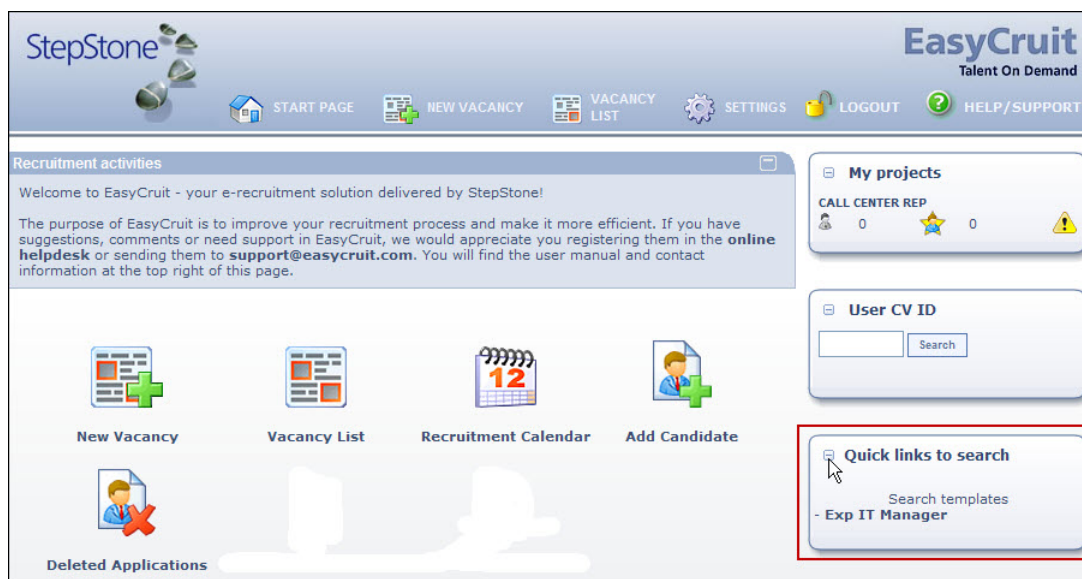 StepStone
EasyCruit
Talent On Demand
START PAGE
NEW VACANCY
VACANCY
LIST
SETTINGS
LOGOUT
HELP/SUPPORT
Recruitment activities
Welcome to EasyCruit - your e-recruitment solution delivered by StepStone!
The purpose of EasyCruit is to improve your recruitment process and make it more efficient. If you have
suggestions, comments or need support in EasyCruit, we would appreciate you registering them in the online
helpdesk or sending them to support@easycruit.com. You will find the user manual and contact
information at the top right of this page.
My projects
CALL CENTER REP
0 0
User CV ID
Search
12
New Vacancy
Vacancy List
Recruitment Calendar
Add Candidate
Quick links to search
Search templates
- Exp IT Manager
Deleted Applications